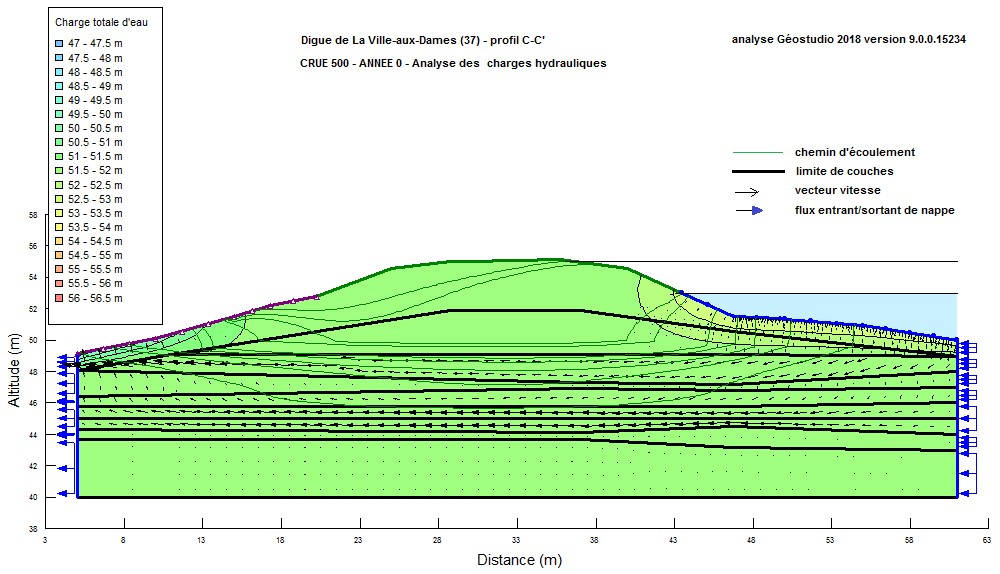 Charge totale d'eau
47 - 47.5 m
47.5 - 48 m
48 - 48.5 m
48.5 - 49 m
49 - 49.5 m
49.5 - 50 m
50 - 50.5 m
50.5 - 51 m
51 - 51.5 m
51.5 - 52 m
52 - 52.5 m
52.5 - 53 m
53 - 53.5 m
53.5 - 54 m
54 - 54.5 m
54.5 - 55 m
55 - 55.5 m
55.5 - 56 m
56 - 56.5 m
Digue de La Ville-aux-Dames (37) - profil C-C'
CRUE 500 - ANNEE 0 - Analyse des charges hydrauliques
analyse Géostudio 2018 version 9.0.0.15234
chemin d'écoulement
limite de couches
vecteur vitesse
flux entrant/sortant de nappe
58
56
54
52
50
48
46
44
42
40
38
Altitude (m)
3 8 13 18 23 28 33 38 43 48 53 58 63
Distance (m)